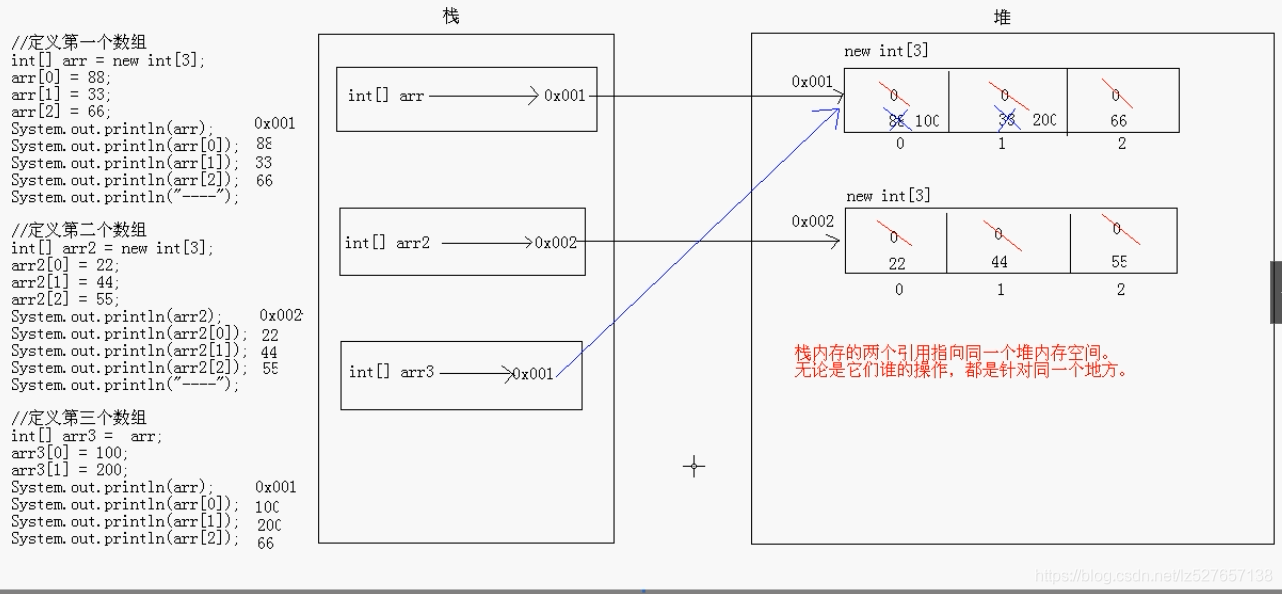 栈
堆
//定义第一个数组
int[] arr = new int[3];
arr[0] = 88;
arr[1] = 33;
arr[2] = 66;
System.out.println(arr); 0x001
System.out.println(arr[0]); 88
System.out.println(arr[1]); 33
System.out.println(arr[2]); 66
System.out.println("----");
//定义第二个数组
int[] arr2 = new int[3];
arr2[0] = 22;
arr2[1] = 44;
arr2[2] = 55;
System.out.println(arr2); 0x002
System.out.println(arr2[0]); 22
System.out.println(arr2[1]); 44
System.out.println(arr2[2]); 55
System.out.println("----");
//定义第三个数组
int[] arr3 = arr;
arr3[0] = 100;
arr3[1] = 200;
System.out.println(arr); 0x001
System.out.println(arr[0]); 100
System.out.println(arr[1]); 200
System.out.println(arr[2]); 66
int[] arr 0x001
int[] arr2 0x002
int[] arr3 0x001
new int[3]
0x001
0 0 0
88 100 33 200 66
0 1 2
new int[3]
0x002
0 0 0
22 44 55
0 1 2
栈内存的两个引用指向同一个堆内存空间。
无论是它们谁的操作，都是针对同一个地方。
https://blog.csdn.net/lz527657138